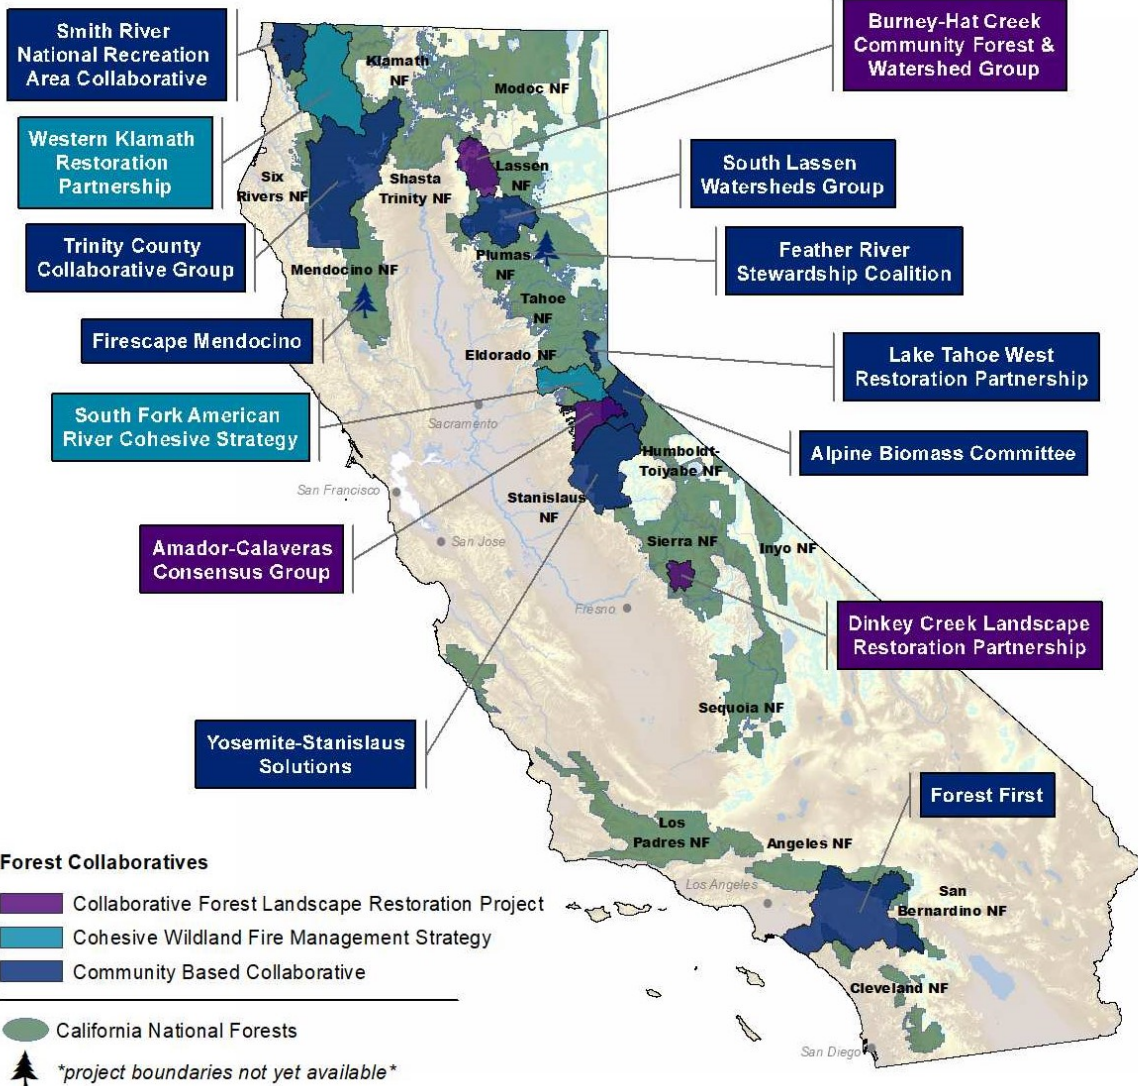 Smith River
National Recreation
Area Collaborative
Burney-Hat Creek
Community Forest &
Watershed Group
Klamath
NF
Modoc NF
Western Klamath
Restoration
Partnership
South Lassen
Watersheds Group
Six
Rivers NF
Shasta
Trinity NF
Lassen
NF
Trinity County
Collaborative Group
Feather River
Stewardship Coalition
Mendocino NF
Plumas
NF
Tahoe
NF
Firescape Mendocino
Eldorado NF
Lake Tahoe West
Restoration Partnership
South Fork American
River Cohesive Strategy
Sacramento
Humboldt-
Toiyabe NF
Alpine Biomass Committee
San Francisco
Stanislaus
NF
Amador-Calaveras
Consensus Group
San Jose
Sierra NF
Inyo NF
Fresno
Dinkey Creek Landscape
Restoration Partnership
Sequoia NF
Yosemite-Stanislaus
Solutions
Forest First
Los
Padres NF
Angeles NF
Los Angeles
San
Bernardino NF
Cleveland NF
San Diego
Forest Collaboratives
Collaborative Forest Landscape Restoration Project
Cohesive Wildland Fire Management Strategy
Community Based Collaborative
California National Forests
*project boundaries not yet available*